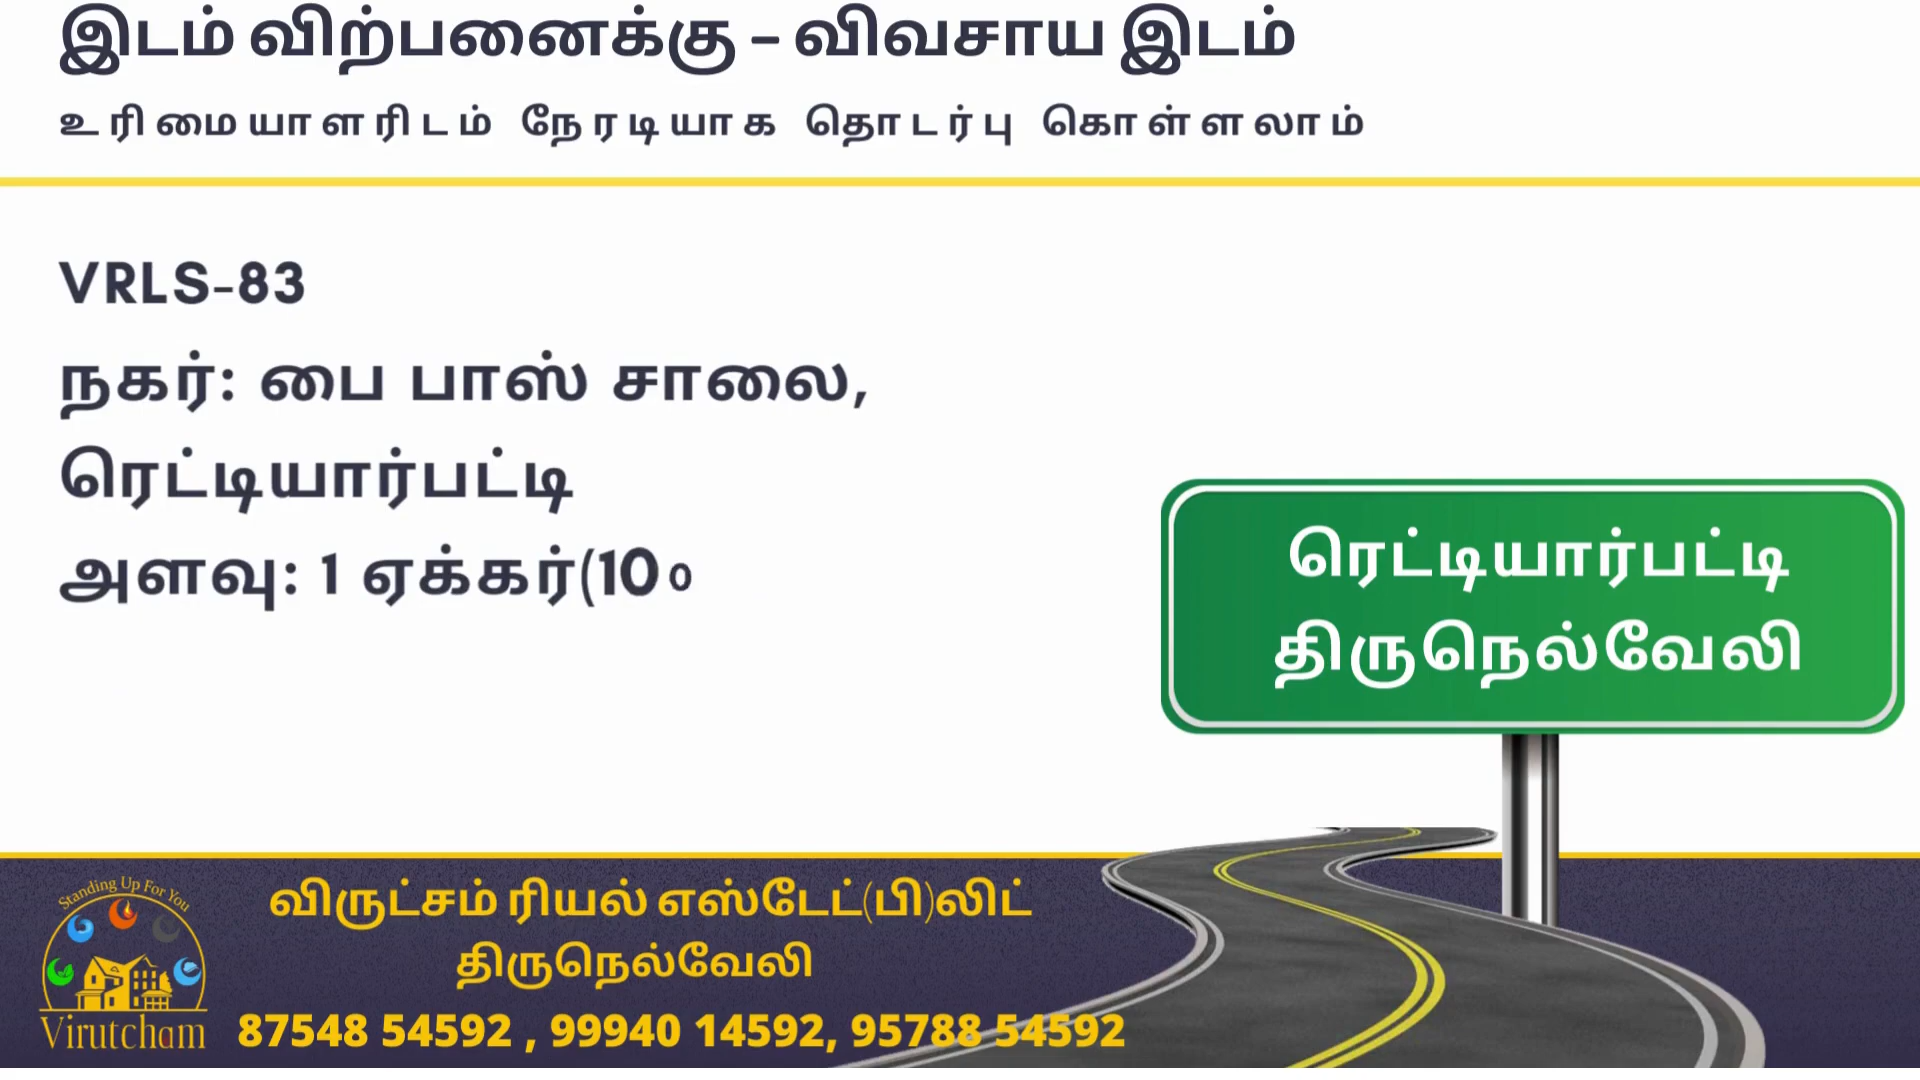 இடம் விற்பனைக்கு – விவசாய இடம்
உரிமையாளரிடம் நேரடியாக தொடர்பு கொள்ளலாம்
VRLS-83
நகர்: பை பாஸ் சாலை,
ரெட்டியார்பட்டி
அளவு: 1 ஏக்கர்(100
ரெட்டியார்பட்டி
திருநெல்வேலி
Standing Up For You
Virutcham
விருட்சம் ரியல் எஸ்டேட்(பி)லிட்
திருநெல்வேலி
87548 54592 , 99940 14592, 95788 54592